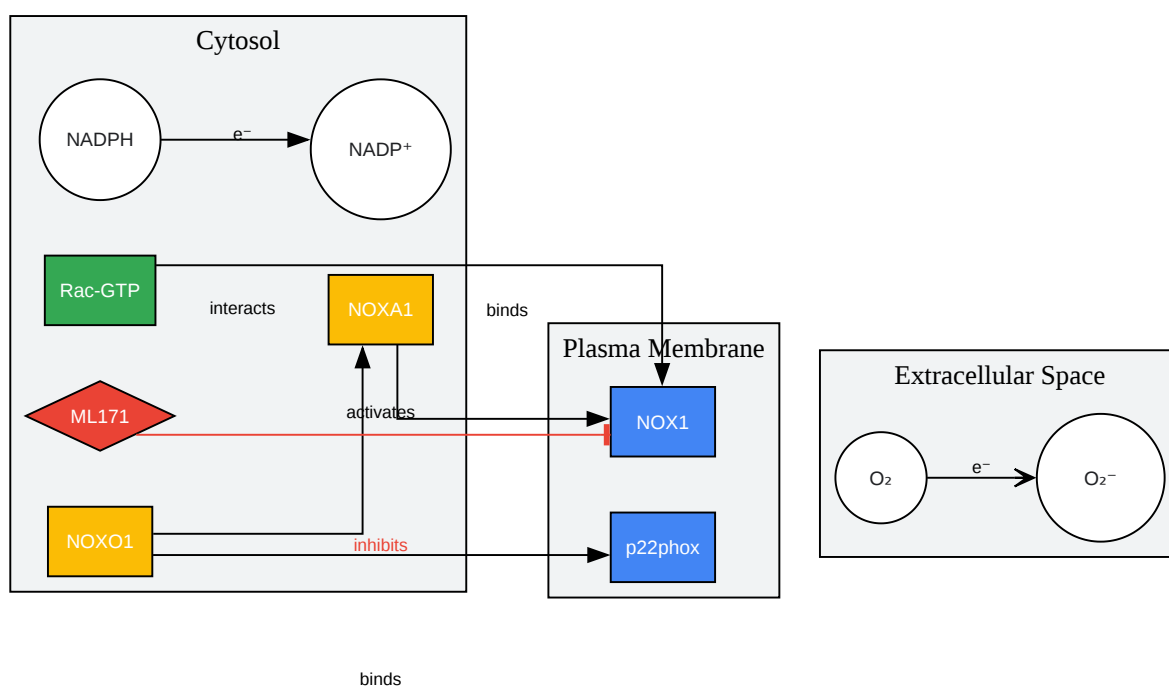 Cytosol
NADPH
e⁻
NADP⁺
Rac-GTP
interacts
NOXA1
binds
ML171
activates
NOXO1
inhibits
Plasma Membrane
NOX1
p22phox
Extracellular Space
O₂
e⁻
O₂⁻
binds